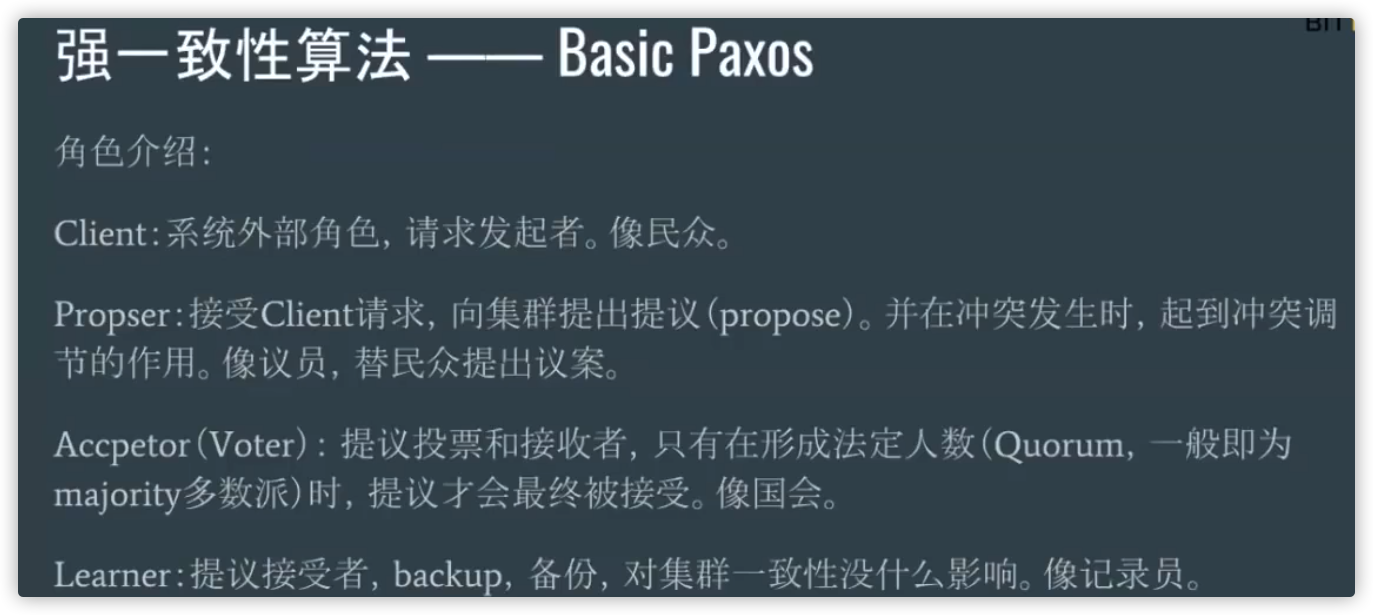 强一致性算法 —— Basic Paxos
角色介绍：
Client：系统外部角色，请求发起者。像民众。
Propser：接受Client请求，向集群提出提议（propose）。并在冲突发生时，起到冲突调
节的作用。像议员，替民众提出议案。
Accpetor（Voter）：提议投票和接收者，只有在形成法定人数（Quorum，一般即为
majority多数派）时，提议才会最终被接受。像国会。
Learner：提议接受者，backup，备份，对集群一致性没什么影响。像记录员。